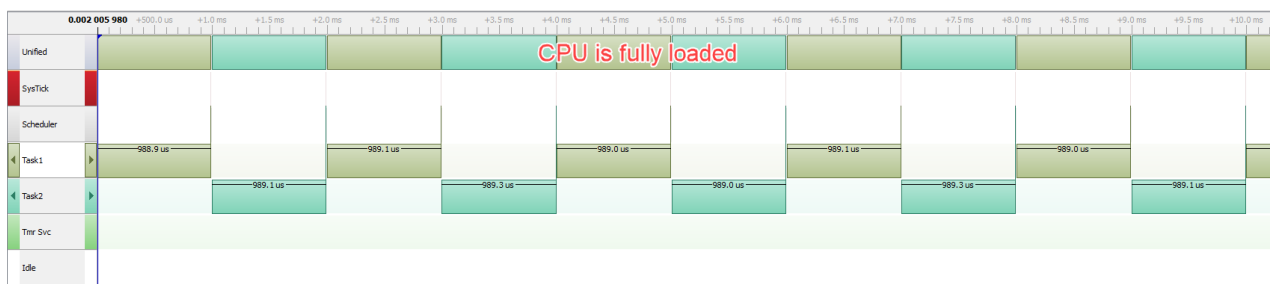 0.002 005 980 +500.0 us +1.0 ms +1.5 ms +2.0 ms +2.5 ms +3.0 ms +3.5 ms +4.0 ms +4.5 ms +5.0 ms +5.5 ms +6.0 ms +6.5 ms +7.0 ms +7.5 ms +8.0 ms +8.5 ms +9.0 ms +9.5 ms +10.0 ms
Unified CPU is fully loaded
SysTick
Scheduler
Task1 988.9 us 989.1 us 989.0 us 989.1 us 989.0 us
Task2 989.1 us 989.3 us 989.0 us 989.3 us 989.1 us
Tmr Svc
Idle